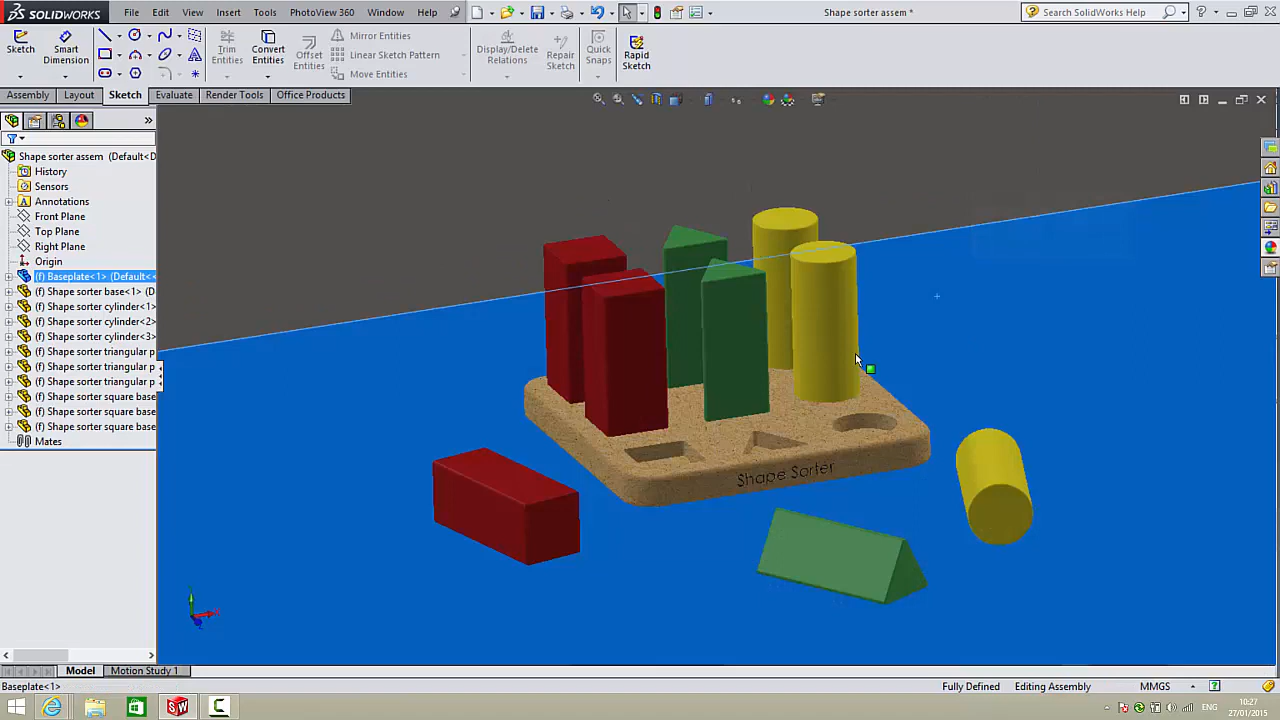 SOLIDWORKS File Edit View Insert Tools PhotoView 360 Window Help Shape sorter assem * Search SolidWorks Help
Sketch Smart Dimension Trim Entities Convert Entities Offset Entities Mirror Entities Linear Sketch Pattern Move Entities Display/Delete Relations Repair Sketch Quick Snaps Rapid Sketch
Assembly Layout Sketch Evaluate Render Tools Office Products
Shape sorter assem (Default<D
History
Sensors
Annotations
Front Plane
Top Plane
Right Plane
Origin
(f) Baseplate<1> (Default<<
(f) Shape sorter base<1> (D
(f) Shape sorter cylinder<1>
(f) Shape sorter cylinder<2>
(f) Shape sorter cylinder<3>
(f) Shape sorter triangular p
(f) Shape sorter triangular p
(f) Shape sorter triangular p
(f) Shape sorter square base
(f) Shape sorter square base
(f) Shape sorter square base
Mates
Shape Sorter
Model Motion Study 1
Baseplate<1> Fully Defined Editing Assembly MMGS
ENG 10:27
27/01/2015